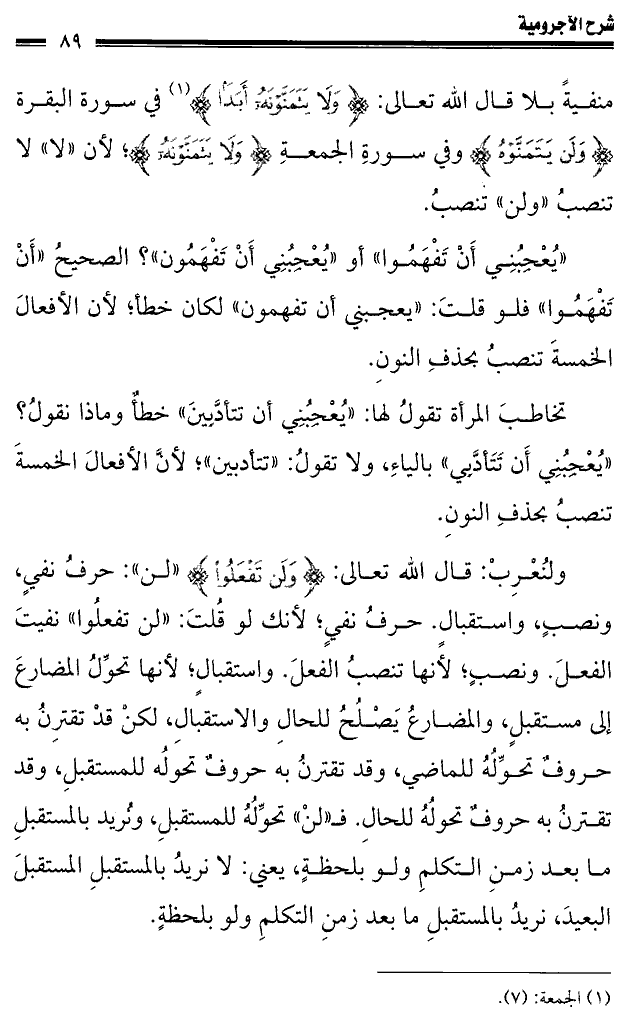 شرح الآجرومية
٨٩
منفيةً بلا قال الله تعالى: ﴿ وَلَا يَتَمَنَّوْنَهُۥٓ أَبَدًۢا ﴾(١) في سورة البقرة
﴿ وَلَن يَتَمَنَّوْهُ ﴾ وفي سورةِ الجمعةِ ﴿ وَلَا يَتَمَنَّوْنَهُۥٓ ﴾؛ لأن «لا» لا
تنصبُ «ولن» تنصبُ.
«يُعْجِبُنِي أَنْ تَفْهَمُوا» أو «يُعْجِبُنِي أَنْ تَفْهَمُون»؟ الصحيحُ «أَنْ
تَفْهَمُوا» فلو قلتَ: «يعجبني أن تفهمون» لكان خطأ؛ لأن الأفعالَ
الخمسةَ تنصبُ بحذفِ النونِ.
تخاطبَ المرأة تقولُ لها: «يُعْجِبُنِي أن تتأدَّبِينَ» خطأٌ وماذا نقولُ؟
«يُعْجِبُنِي أَن تَتَأدَّبِي» بالياءِ، ولا تقولُ: «تتأدبين»؛ لأنَّ الأفعالَ الخمسةَ
تنصبُ بحذفِ النونِ.
ولنُعْرِبْ: قال الله تعالى: ﴿ وَلَن تَفْعَلُوا۟ ﴾ «لن»: حرفُ نفيٍ،
ونصبٍ، واستقبالٍ. حرفُ نفيٍ؛ لأنك لو قُلتَ: «لن تفعلُوا» نفيتَ
الفعلَ. ونصبٍ؛ لأنها تنصبُ الفعلَ. واستقبالٍ؛ لأنها تحوِّلُ المضارعَ
إلى مستقبلٍ، والمضارعُ يَصْلُحُ للحالِ والاستقبالِ، لكنْ قدْ تقترنُ به
حروفٌ تحوِّلُهُ للماضي، وقد تقترنُ به حروفٌ تحولُه للمستقبلِ، وقد
تقترنُ به حروفٌ تحولُهُ للحالِ. فـ«لنْ» تحوِّلُهُ للمستقبلِ، ونُريد بالمستقبلِ
ما بعد زمنِ التكلمِ ولو بلحظةٍ، يعني: لا نريدُ بالمستقبلِ المستقبلَ
البعيدَ، نريدُ بالمستقبلِ ما بعد زمنِ التكلمِ ولو بلحظةٍ.
(١) الجمعة: (٧).